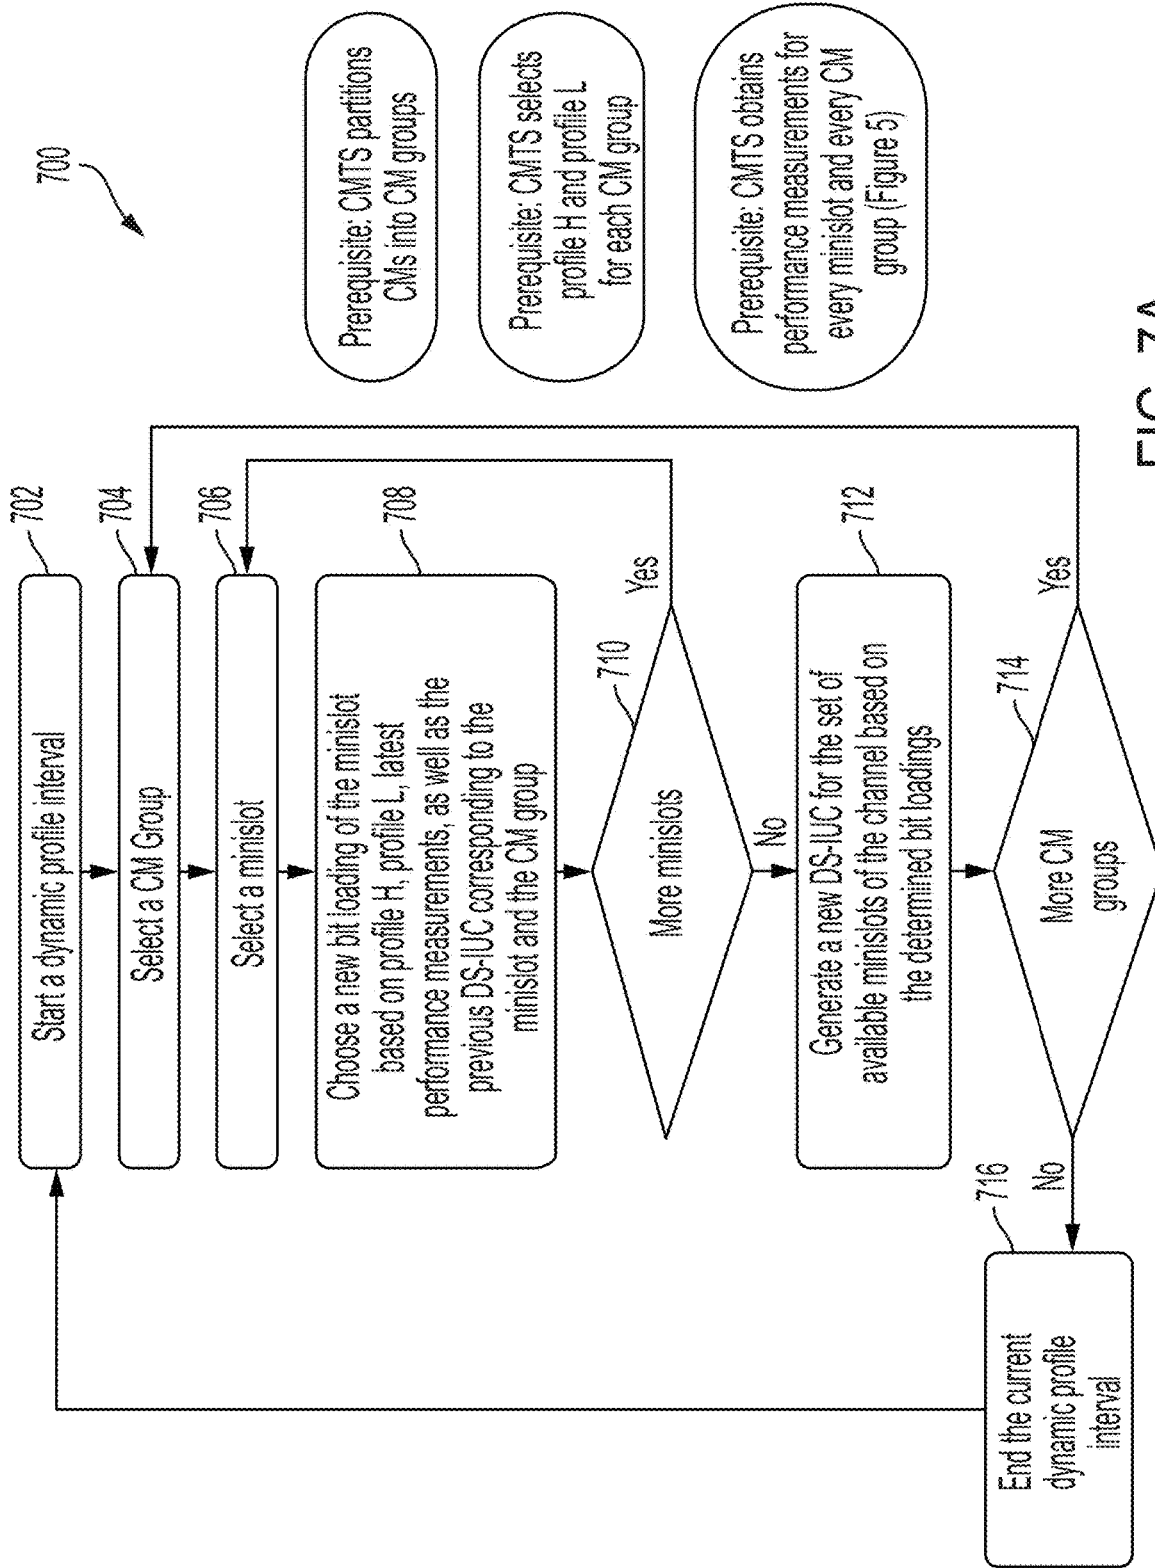 700
Prerequisite: CMTS partitions
CMs into CM groups
Prerequisite: CMTS selects
profile H and profile L
for each CM group
Prerequisite: CMTS obtains
performance measurements for
every minislot and every CM
group (Figure 5)
702
Start a dynamic profile interval
704
Select a CM Group
706
Select a minislot
708
Choose a new bit loading of the minislot
based on profile H, profile L, latest
performance measurements, as well as the
previous DS-IUC corresponding to the
minislot and the CM group
710
More minislots
Yes
No
712
Generate a new DS-IUC for the set of
available minislots of the channel based on
the determined bit loadings
714
More CM
groups
Yes
No
716
End the current
dynamic profile
interval
FIG. 7A